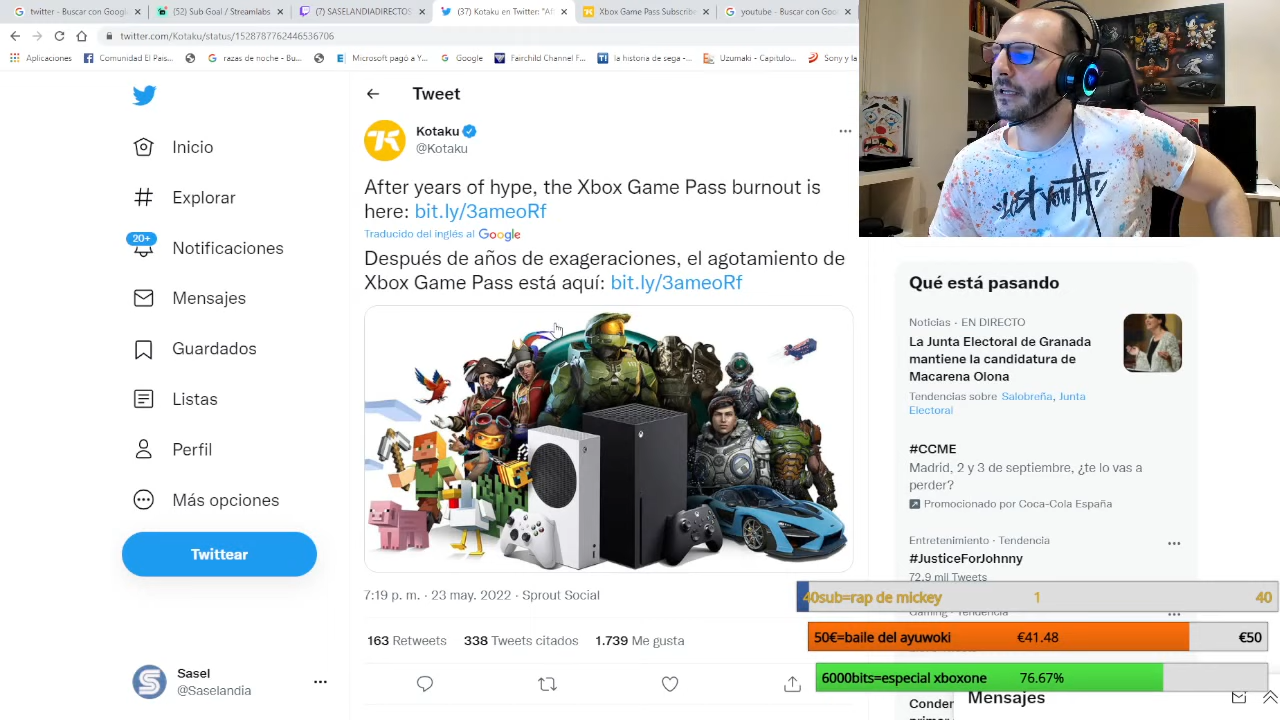 twitter - Buscar con Googl
(52) Sub Goal / Streamlabs
(7) SASELANDIADIRECTOS
(37) Kotaku en Twitter: "Af
Xbox Game Pass Subscribe
youtube - Buscar con Goo
twitter.com/Kotaku/status/1528787762446536706
Aplicaciones
Comunidad El Pais...
razas de noche - Bu...
Microsoft pagó a Y...
Google
Fairchild Channel F...
la historia de sega -...
Uzumaki - Capitulo...
Sony y la
Tweet
Kotaku
@Kotaku
After years of hype, the Xbox Game Pass burnout is
here: bit.ly/3ameoRf
Traducido del inglés al Google
Después de años de exageraciones, el agotamiento de
Xbox Game Pass está aquí: bit.ly/3ameoRf
7:19 p. m. · 23 may. 2022 · Sprout Social
163 Retweets 338 Tweets citados 1.739 Me gusta
Inicio
Explorar
20+
Notificaciones
Mensajes
Guardados
Listas
Perfil
Más opciones
Twittear
Sasel
@Saselandia
Qué está pasando
Noticias · EN DIRECTO
La Junta Electoral de Granada
mantiene la candidatura de
Macarena Olona
Tendencias sobre Salobreña, Junta
Electoral
#CCME
Madrid, 2 y 3 de septiembre, ¿te lo vas a
perder?
Promocionado por Coca-Cola España
Entretenimiento · Tendencia
#JusticeForJohnny
72,9 mil Tweets
40sub=rap de mickey 1 40
Gaming · Tendencia
50€=baile del ayuwoki €41.48 €50
6000bits=especial xboxone 76.67%
Mensajes
Conden